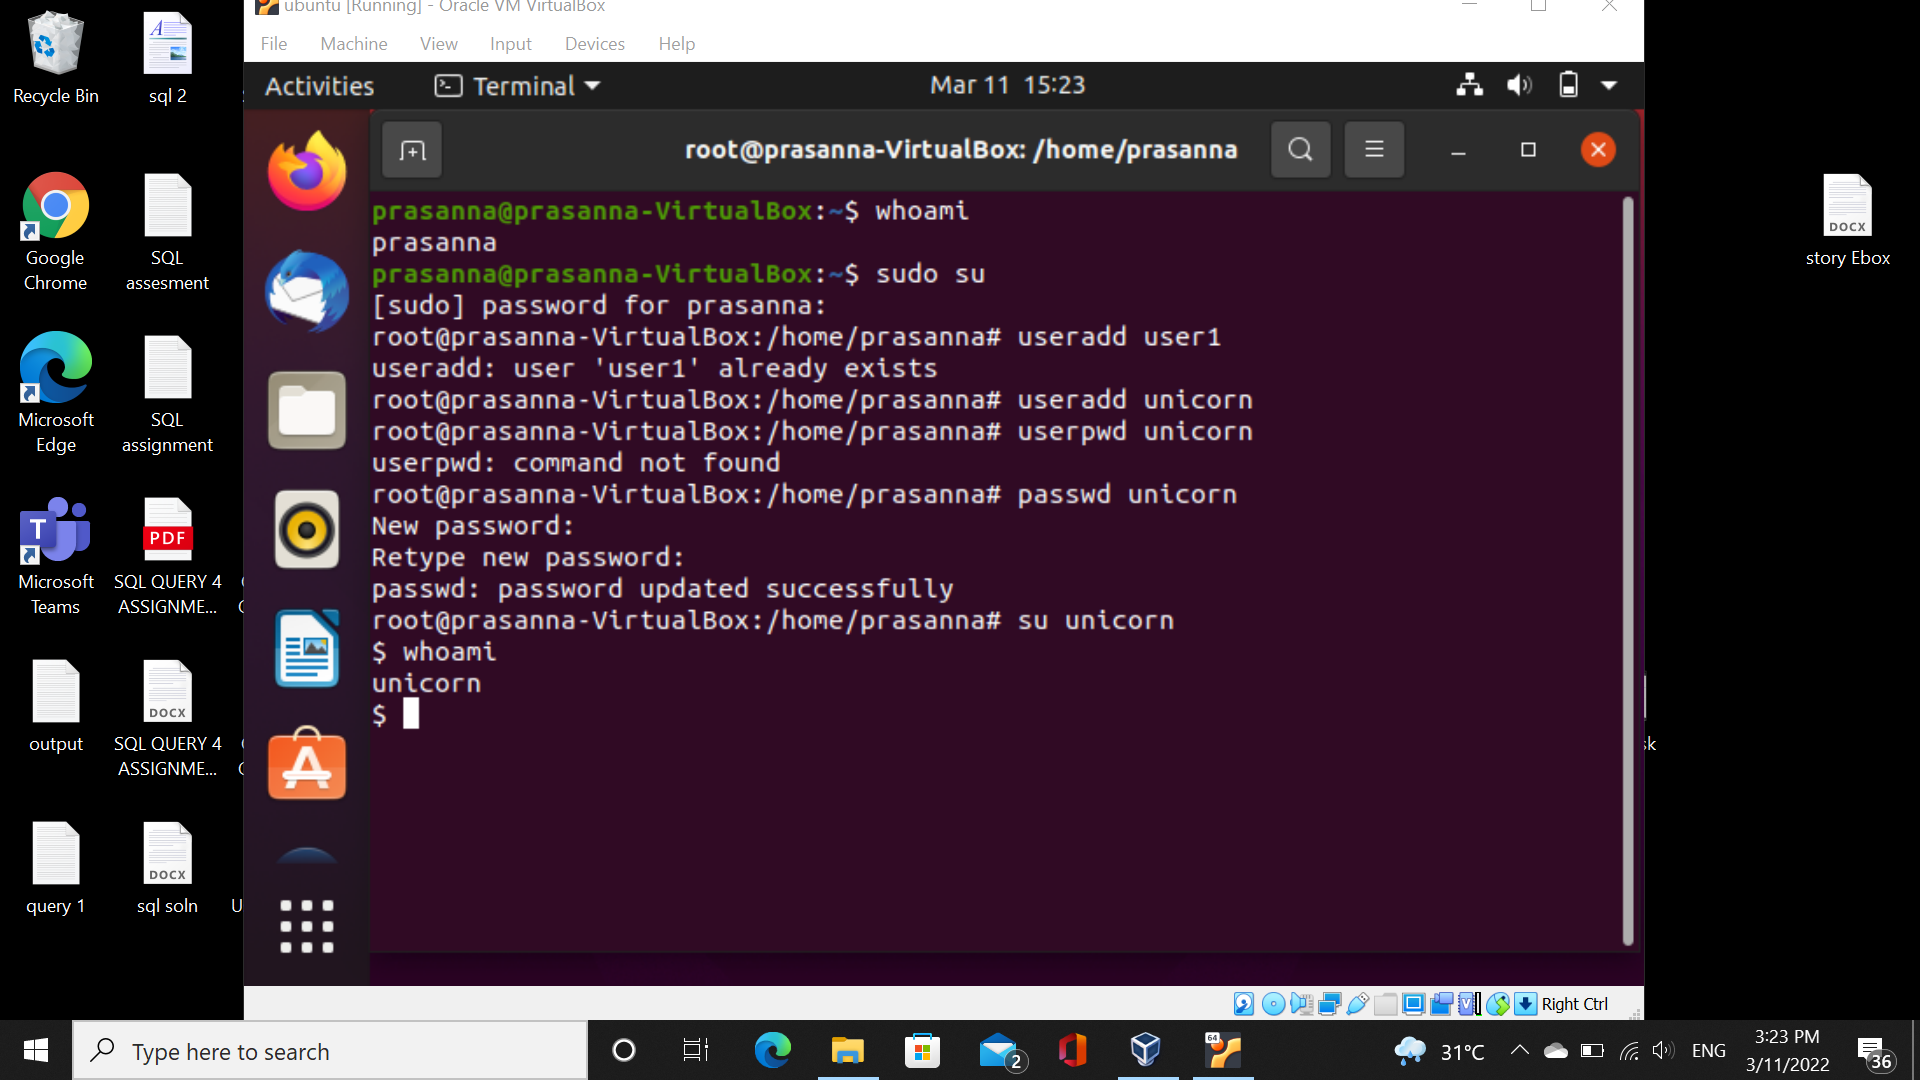 ubuntu [Running] - Oracle VM VirtualBox
File Machine View Input Devices Help
Activities Terminal Mar 11 15:23
root@prasanna-VirtualBox: /home/prasanna
prasanna@prasanna-VirtualBox:~$ whoami
prasanna
prasanna@prasanna-VirtualBox:~$ sudo su
[sudo] password for prasanna:
root@prasanna-VirtualBox:/home/prasanna# useradd user1
useradd: user 'user1' already exists
root@prasanna-VirtualBox:/home/prasanna# useradd unicorn
root@prasanna-VirtualBox:/home/prasanna# userpwd unicorn
userpwd: command not found
root@prasanna-VirtualBox:/home/prasanna# passwd unicorn
New password:
Retype new password:
passwd: password updated successfully
root@prasanna-VirtualBox:/home/prasanna# su unicorn
$ whoami
unicorn
$
Right Ctrl
Recycle Bin
sql 2
Google
Chrome
SQL
assesment
Microsoft
Edge
SQL
assignment
T
Microsoft
Teams
PDF
SQL QUERY 4
ASSIGNME...
output
DOCX
SQL QUERY 4
ASSIGNME...
query 1
DOCX
sql soln
U
DOCX
story Ebox
sk
Type here to search
2
64
31°C
ENG
3:23 PM
3/11/2022
36